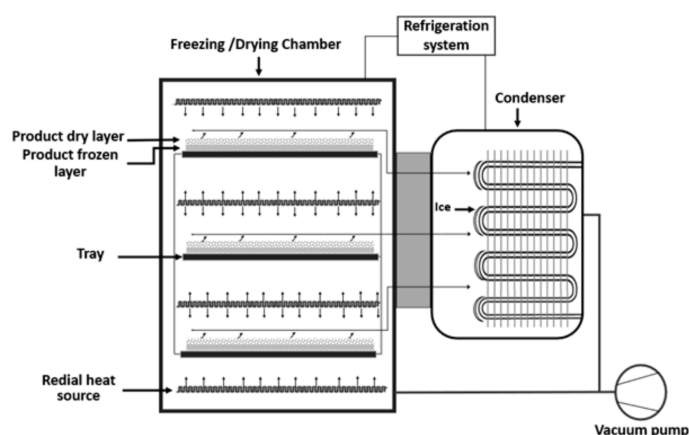 Refrigeration
system
Freezing /Drying Chamber
Condenser
Product dry layer
Product frozen
layer
Ice
Tray
Redial heat
source
Vacuum pump